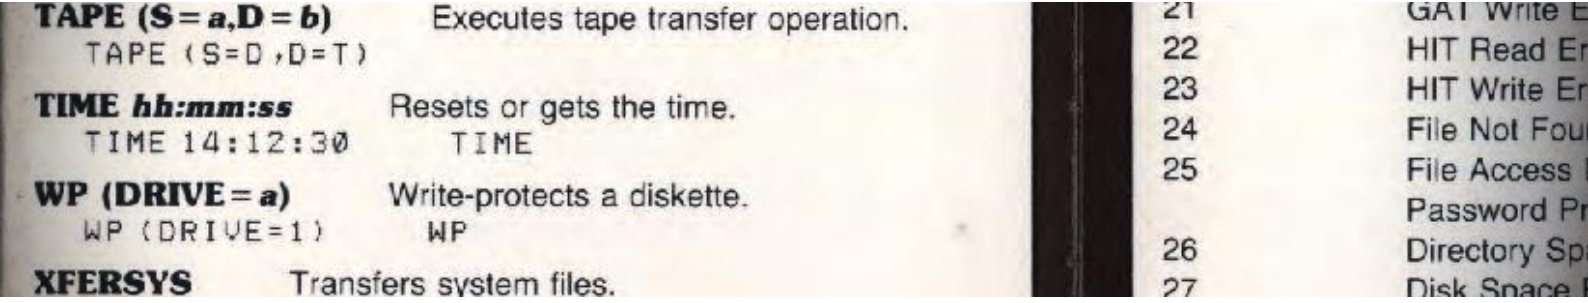 TAPE (S=a,D=b) Executes tape transfer operation.
TAPE (S=D,D=T)
TIME hh:mm:ss Resets or gets the time.
TIME 14:12:30 TIME
WP (DRIVE=a) Write-protects a diskette.
WP (DRIVE=1) WP
XFERSYS Transfers system files.
21 GAT Write
22 HIT Read
23 HIT Write
24 File Not
25 File Access
Password
26 Directory
27 Disk Space